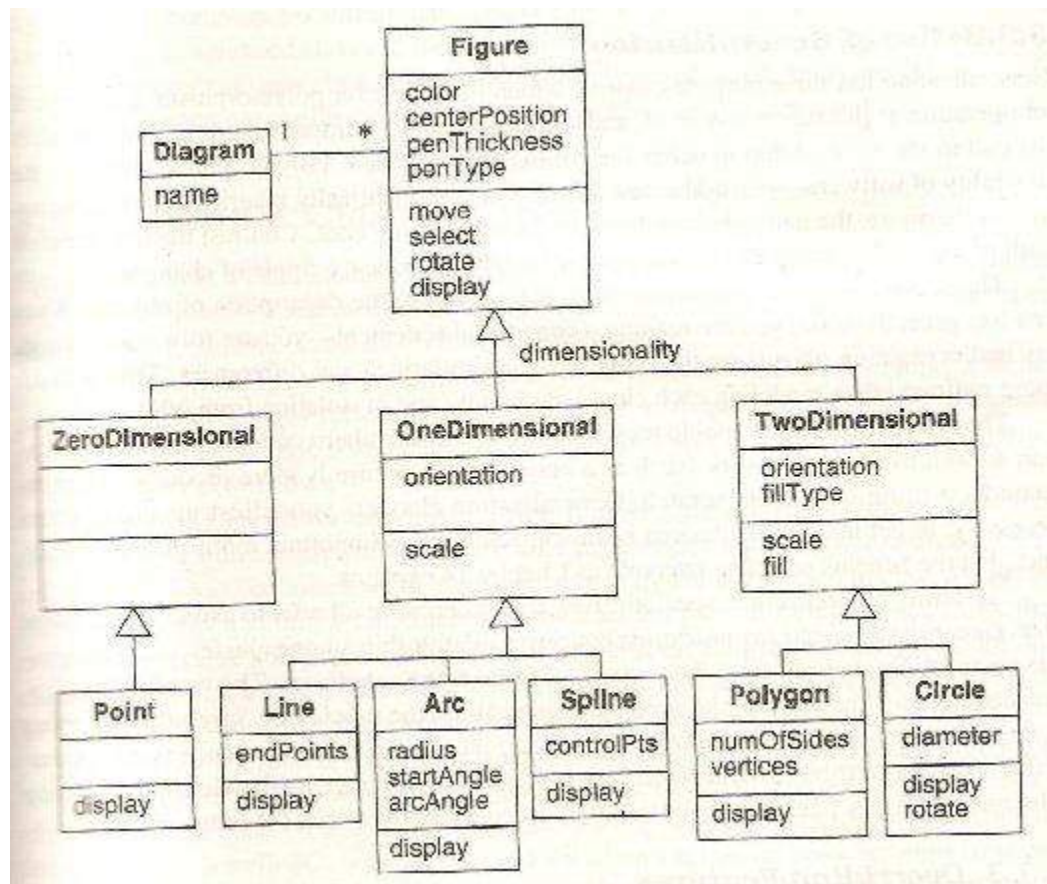 Figure
color
centerPosition
penThickness
penType
move
select
rotate
display
Diagram
name
1
*
dimensionality
ZeroDimensional
OneDimensional
orientation
scale
TwoDimensional
orientation
fillType
scale
fill
Point
display
Line
endPoints
display
Arc
radius
startAngle
arcAngle
display
Spline
controlPts
display
Polygon
numOfSides
vertices
display
Circle
diameter
display
rotate